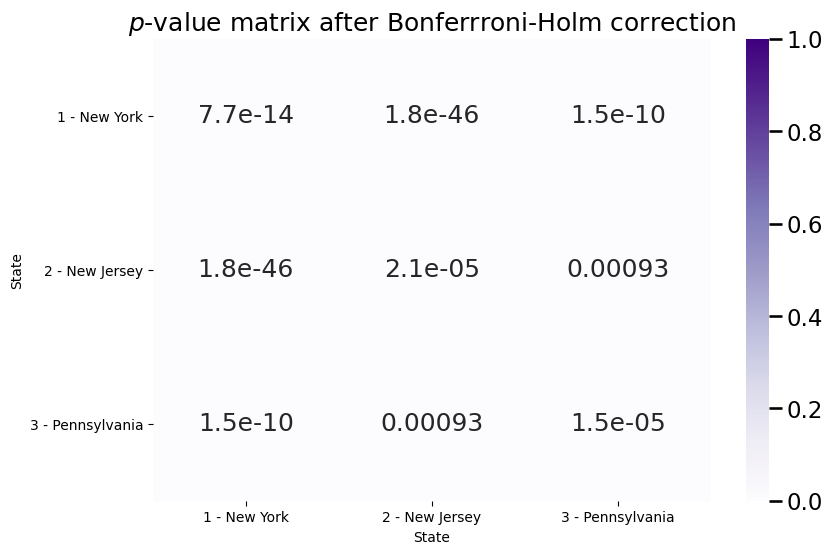 p-value matrix after Bonferrroni-Holm correction
1.0
1 - New York 7.7e-14 1.8e-46 1.5e-10
0.8
0.6
State
2 - New Jersey 1.8e-46 2.1e-05 0.00093
0.4
0.2
3 - Pennsylvania 1.5e-10 0.00093 1.5e-05
0.0
1 - New York 2 - New Jersey 3 - Pennsylvania
State